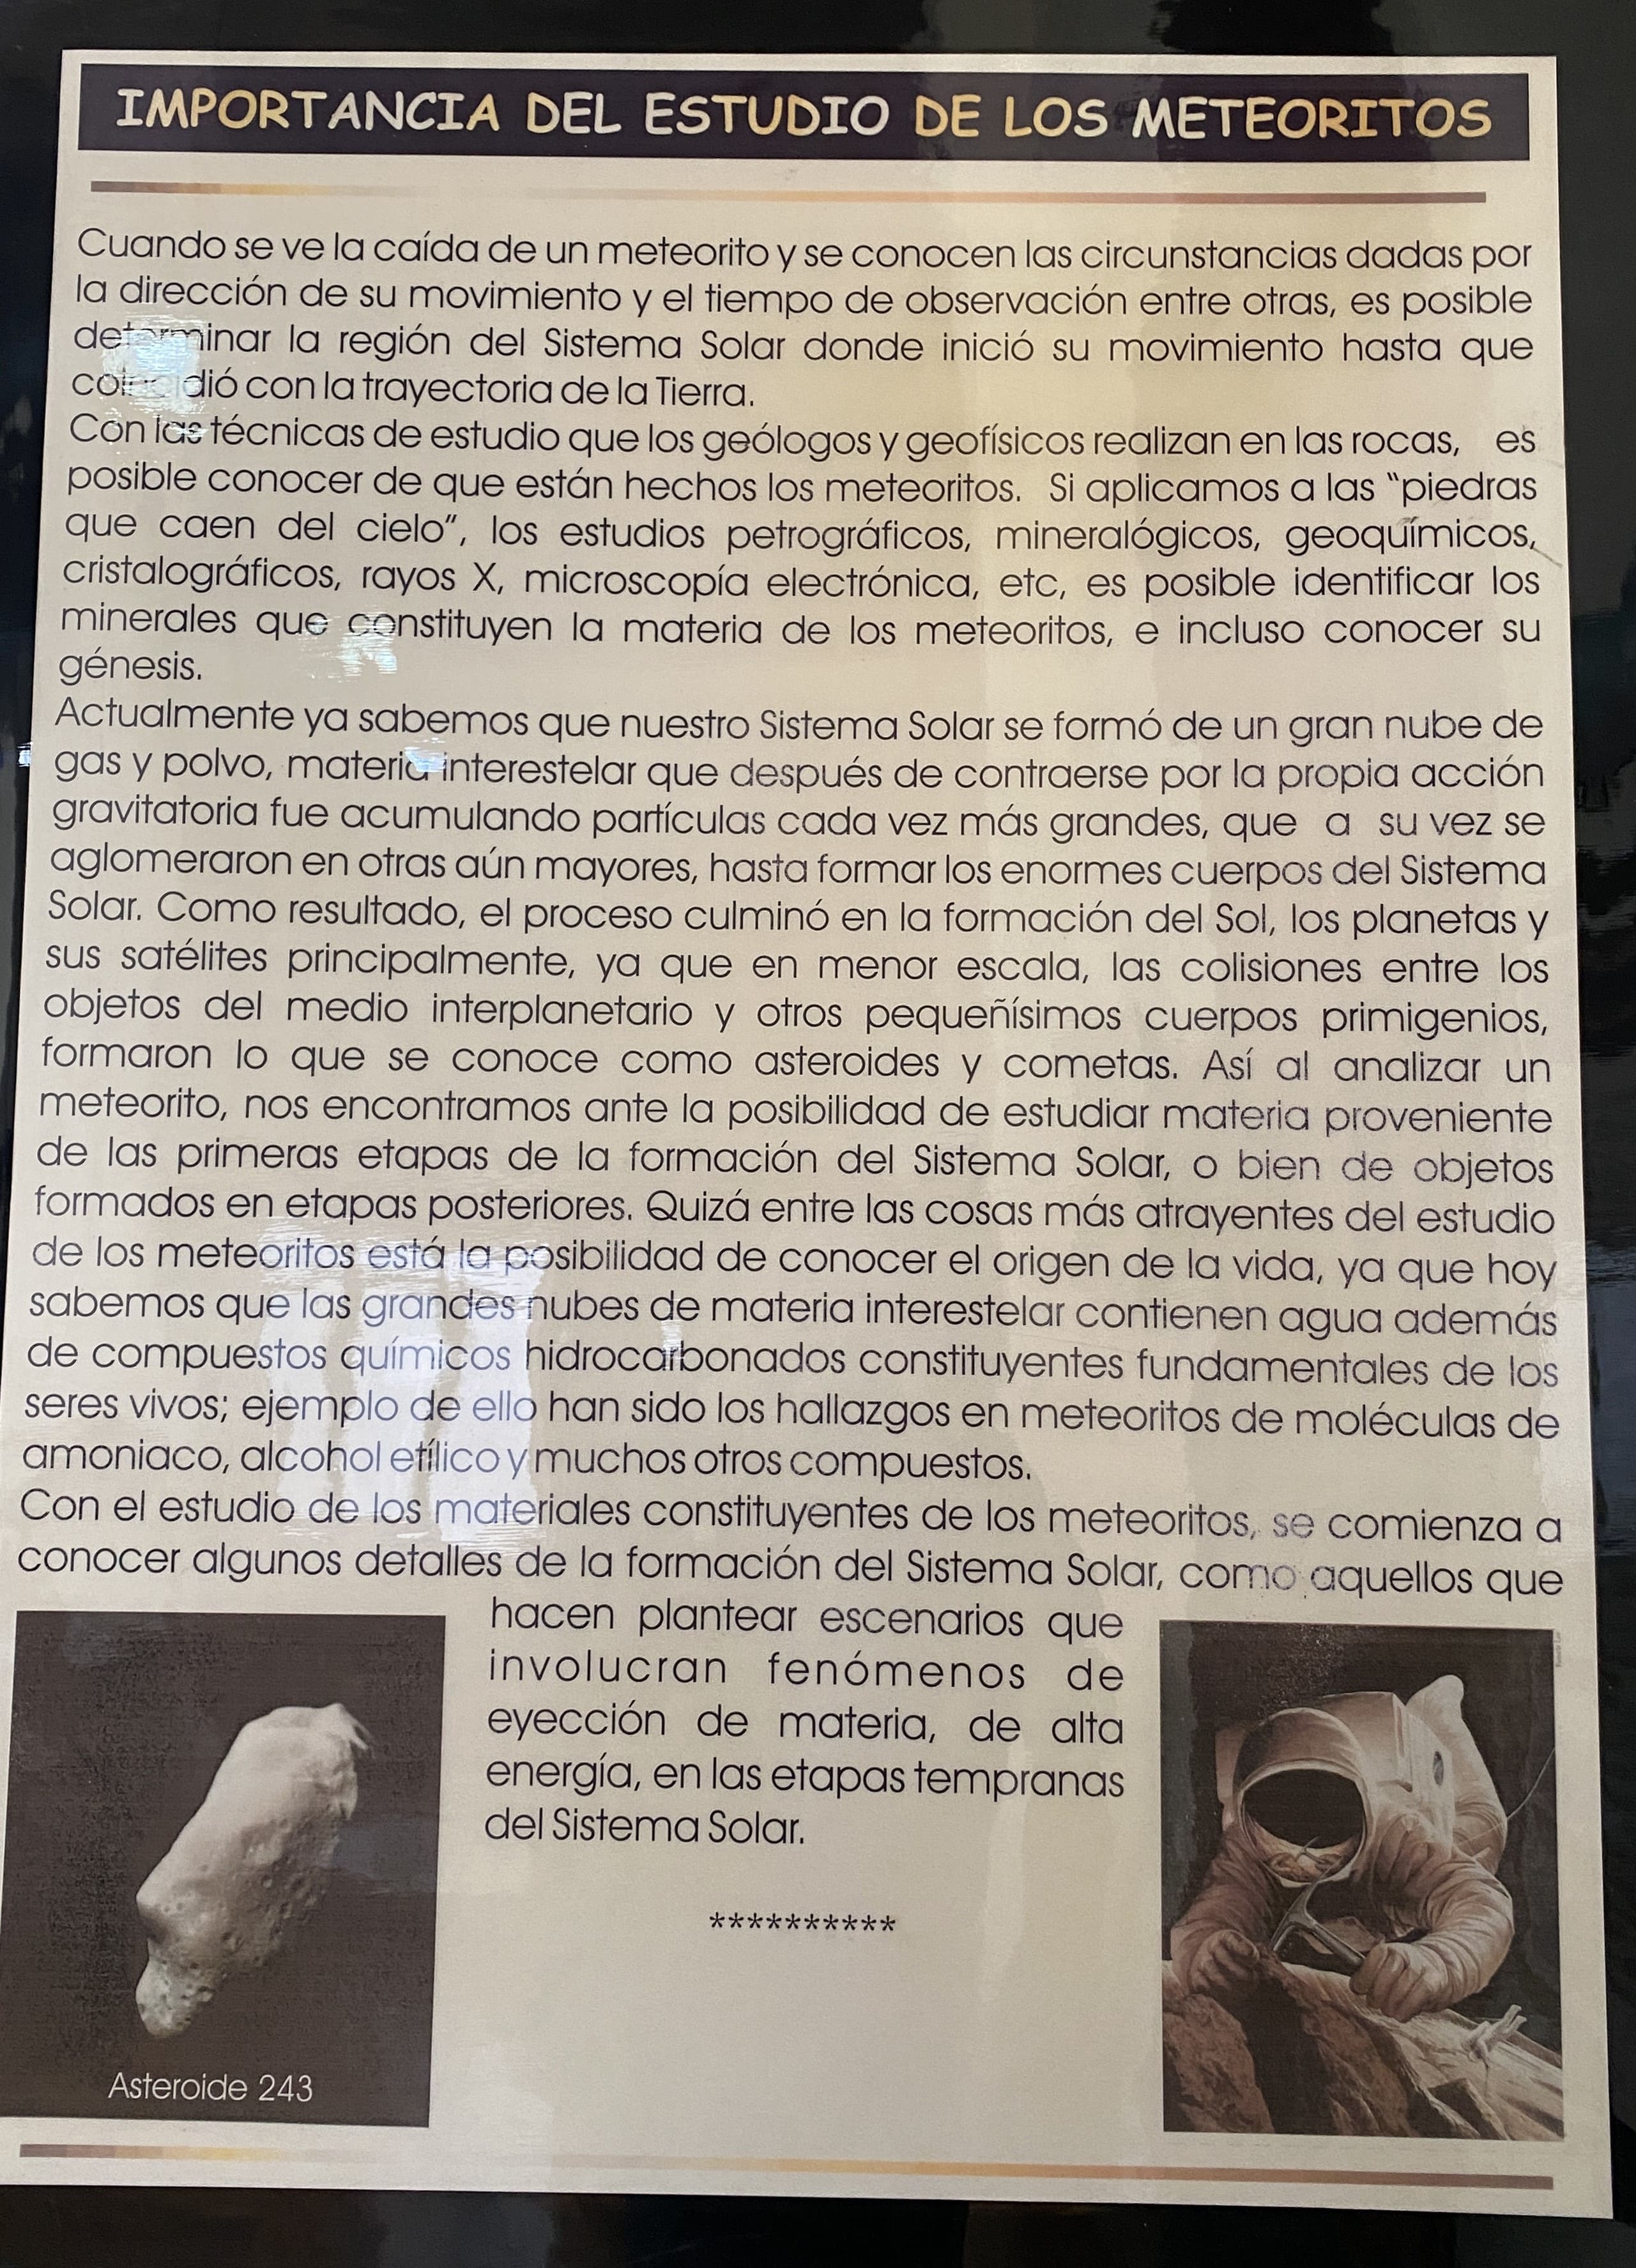 IMPORTANCIA DEL ESTUDIO DE LOS METEORITOS
Cuando se ve la caída de un meteorito y se conocen las circunstancias dadas por
la dirección de su movimiento y el tiempo de observación entre otras, es posible
determinar la región del Sistema Solar donde inició su movimiento hasta que
coincidió con la trayectoria de la Tierra.
Con las técnicas de estudio que los geólogos y geofísicos realizan en las rocas, es
posible conocer de que están hechos los meteoritos. Si aplicamos a las "piedras
que caen del cielo", los estudios petrográficos, mineralógicos, geoquímicos,
cristalográficos, rayos X, microscopía electrónica, etc, es posible identificar los
minerales que constituyen la materia de los meteoritos, e incluso conocer su
génesis.
Actualmente ya sabemos que nuestro Sistema Solar se formó de un gran nube de
gas y polvo, materia interestelar que después de contraerse por la propia acción
gravitatoria fue acumulando partículas cada vez más grandes, que a su vez se
aglomeraron en otras aún mayores, hasta formar los enormes cuerpos del Sistema
Solar. Como resultado, el proceso culminó en la formación del Sol, los planetas y
sus satélites principalmente, ya que en menor escala, las colisiones entre los
objetos del medio interplanetario y otros pequeñísimos cuerpos primigenios,
formaron lo que se conoce como asteroides y cometas. Así al analizar un
meteorito, nos encontramos ante la posibilidad de estudiar materia proveniente
de las primeras etapas de la formación del Sistema Solar, o bien de objetos
formados en etapas posteriores. Quizá entre las cosas más atrayentes del estudio
de los meteoritos está la posibilidad de conocer el origen de la vida, ya que hoy
sabemos que las grandes nubes de materia interestelar contienen agua además
de compuestos químicos hidrocarbonados constituyentes fundamentales de los
seres vivos; ejemplo de ello han sido los hallazgos en meteoritos de moléculas de
amoniaco, alcohol etílico y muchos otros compuestos.
Con el estudio de los materiales constituyentes de los meteoritos, se comienza a
conocer algunos detalles de la formación del Sistema Solar, como aquellos que
hacen plantear escenarios que
involucran fenómenos de
eyección de materia, de alta
energía, en las etapas tempranas
del Sistema Solar.
**********
Asteroide 243